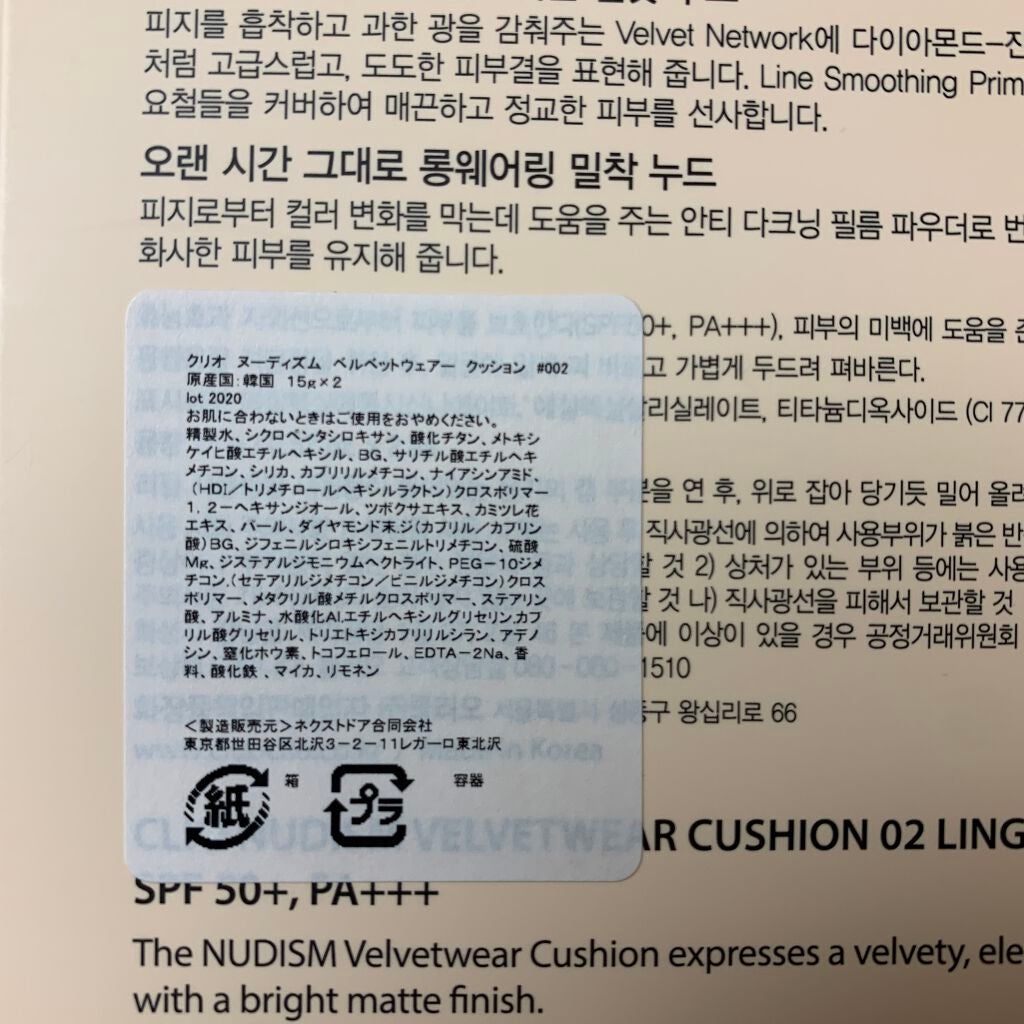 피지를 흡착하고 과한 광을 감춰주는 Velvet Network에 다이아몬드-진
처럼 고급스럽고, 도도한 피부결을 표현해 줍니다. Line Smoothing Prim
요철들을 커버하여 매끈하고 정교한 피부를 선사합니다.
오랜 시간 그대로 롱웨어링 밀착 누드
피지로부터 컬러 변화를 막는데 도움을 주는 안티 다크닝 필름 파우더로 번
화사한 피부를 유지해 줍니다.
0+, PA+++), 피부의 미백에 도움을 준
고 가볍게 두드려 펴바른다.
살리실레이트, 티타늄디옥사이드 (CI 77
분을 연 후, 위로 잡아 당기듯 밀어 올려
직사광선에 의하여 사용부위가 붉은 반
할 것 2) 상처가 있는 부위 등에는 사용
할 것 나) 직사광선을 피해서 보관할 것
에 이상이 있을 경우 공정거래위원회
080-080-1510
성동구 왕십리로 66
クリオ ヌーディズム ベルベットウェアー クッション #002
原産国:韓国 15g×2
lot 2020
お肌に合わないときはご使用をおやめください。
精製水、シクロペンタシロキサン、酸化チタン、メトキシ
ケイヒ酸エチルヘキシル、BG、サリチル酸エチルヘキ
メチコン、シリカ、カプリリルメチコン、ナイアシンアミド、
(HDI/トリメチロールヘキシルラクトン)クロスポリマー
1,2-ヘキサンジオール、ツボクサエキス、カミツレ花
エキス、パール、ダイヤモンド末、ジ(カプリル/カプリン
酸)BG、ジフェニルシロキシフェニルトリメチコン、硫酸
Mg、ジステアルジモニウムヘクトライト、PEG-10ジメ
チコン、(セテアリルジメチコン/ビニルジメチコン)クロス
ポリマー、メタクリル酸メチルクロスポリマー、ステアリン
酸、アルミナ、水酸化Al、エチルヘキシルグリセリン、カプ
リル酸グリセリル、トリエトキシカプリリルシラン、アデノ
シン、窒化ホウ素、トコフェロール、EDTA-2Na、香
料、酸化鉄、マイカ、リモネン
<製造販売元>ネクストドア合同会社
東京都世田谷区北沢3-2-11レガーロ東北沢
紙 箱 プラ 容器
Made in Korea
CLIO NUDISM VELVETWEAR CUSHION 02 LING
SPF 50+, PA+++
The NUDISM Velvetwear Cushion expresses a velvety, ele
with a bright matte finish.